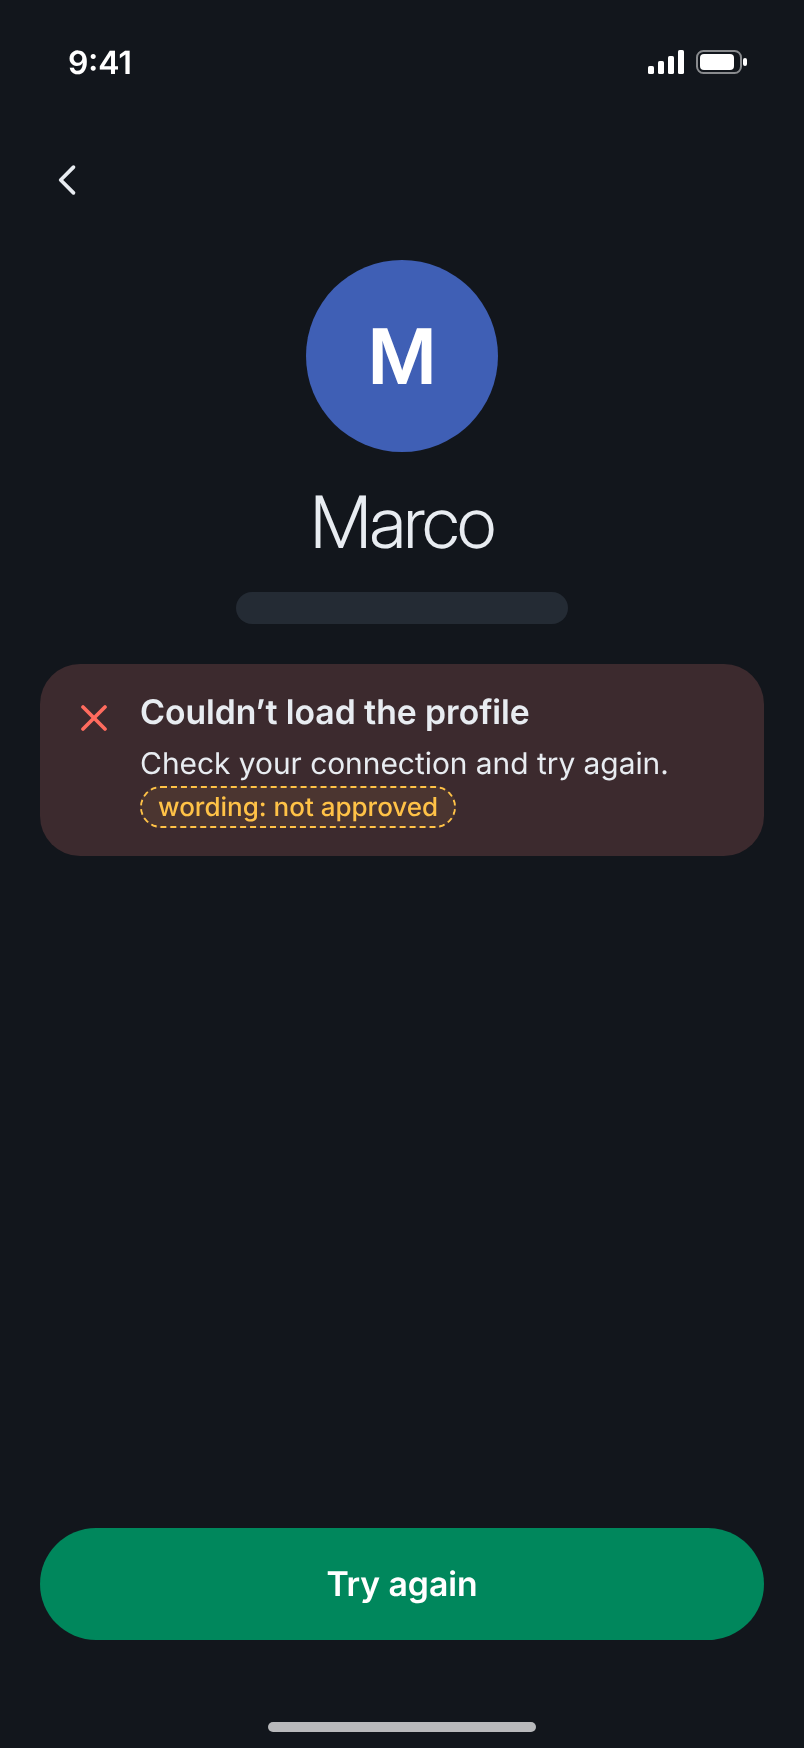 9:41
M
Marco
Couldn’t load the profile
Check your connection and try again.
wording: not approved
Try again